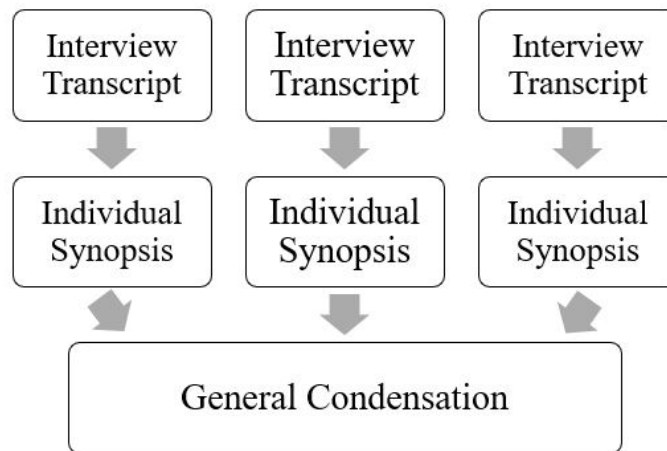 Interview
Transcript
Interview
Transcript
Interview
Transcript
Individual
Synopsis
Individual
Synopsis
Individual
Synopsis
General Condensation